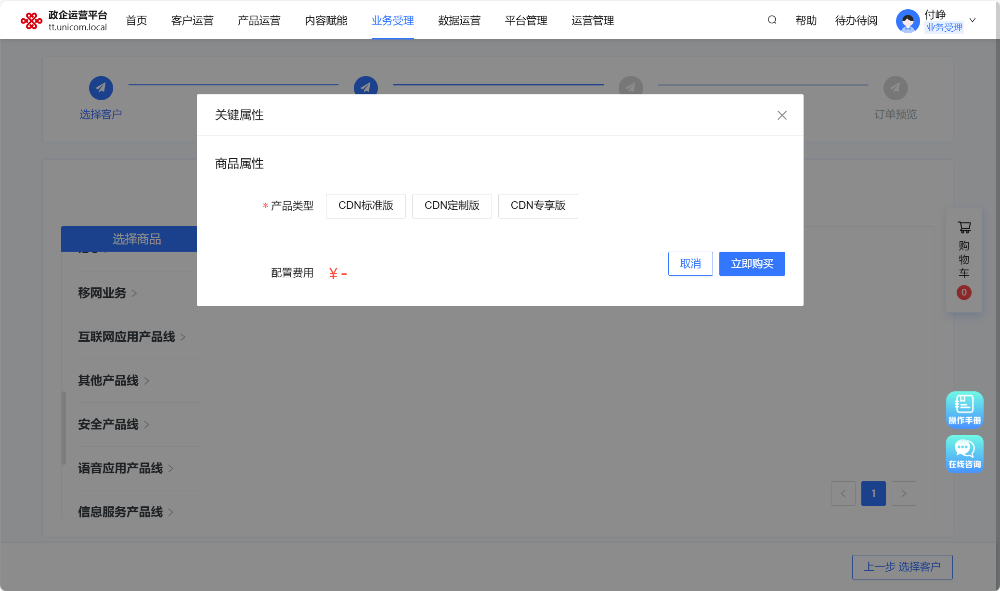 政企运营平台
tt.unicom.local
首页
客户运营
产品运营
内容赋能
业务受理
数据运营
平台管理
运营管理
帮助
待办待阅
付峥
业务受理
选择客户
订单预览
关键属性
商品属性
* 产品类型
CDN标准版
CDN定制版
CDN专享版
配置费用
¥ -
取消
立即购买
选择商品
移网业务 >
互联网应用产品线 >
其他产品线 >
安全产品线 >
语音应用产品线 >
信息服务产品线 >
购
物
车
0
操作手册
在线咨询
< 1 >
上一步 选择客户